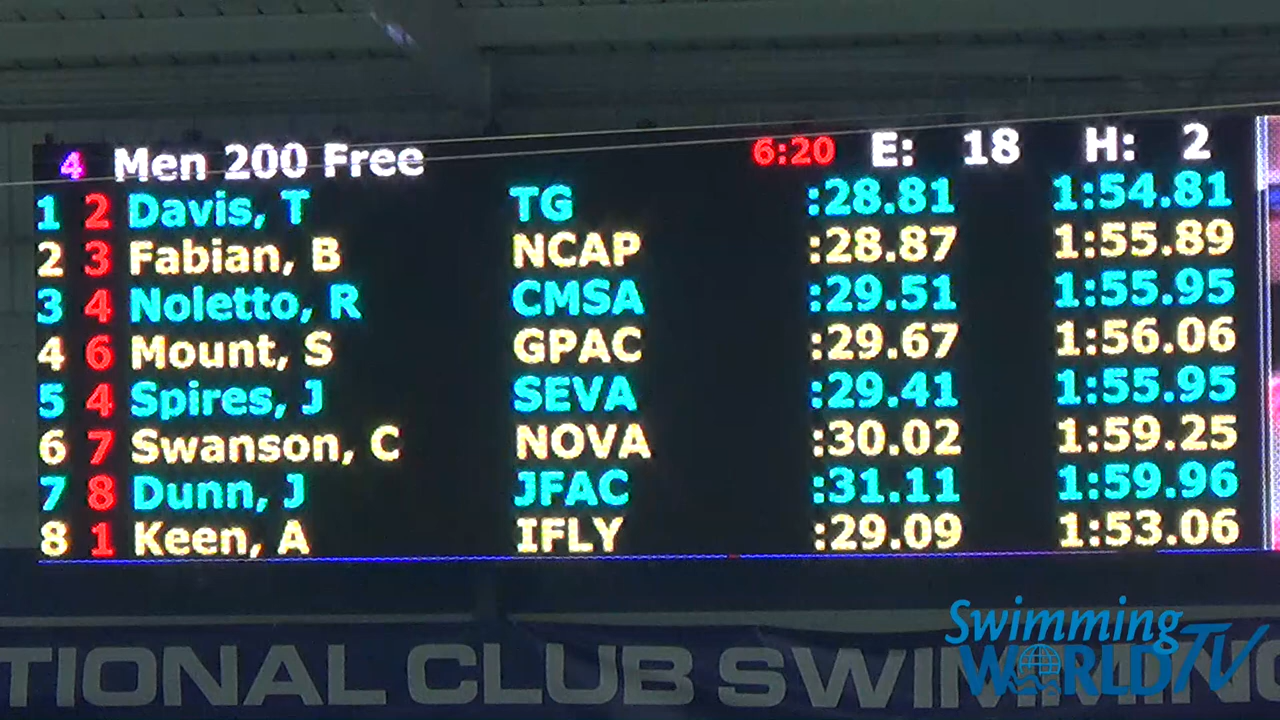 4 Men 200 Free 6:20 E: 18 H: 2
1 2 Davis, T TG :28.81 1:54.81
2 3 Fabian, B NCAP :28.87 1:55.89
3 4 Noletto, R CMSA :29.51 1:55.95
4 6 Mount, S GPAC :29.67 1:56.06
5 4 Spires, J SEVA :29.41 1:55.95
6 7 Swanson, C NOVA :30.02 1:59.25
7 8 Dunn, J JFAC :31.11 1:59.96
8 1 Keen, A IFLY :29.09 1:53.06
TIONAL CLUB SWIMMING
Swimming
WORLD TV